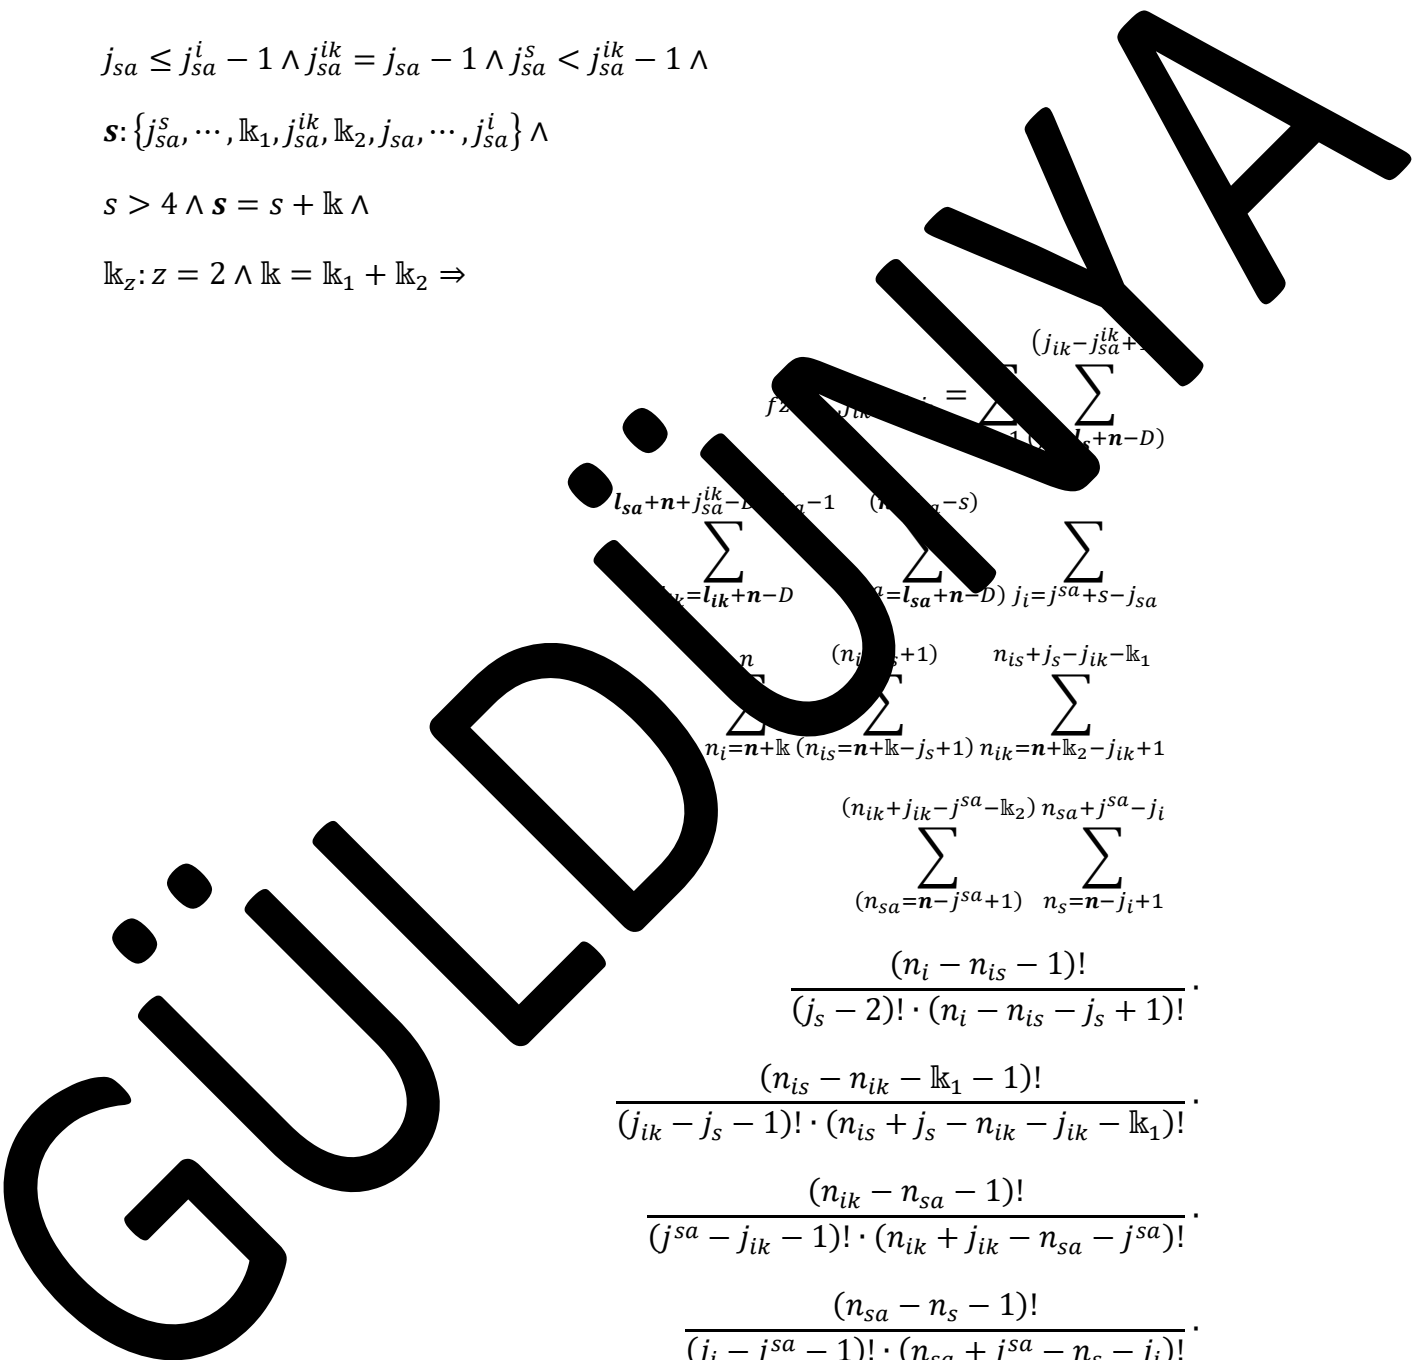 j_{sa} ≤ j_{sa}^{i} − 1 ∧ j_{sa}^{ik} = j_{sa} − 1 ∧ j_{sa}^{s} < j_{sa}^{ik} − 1 ∧
s: {j_{sa}^{s}, ⋯, 𝕜_1, j_{sa}^{ik}, 𝕜_2, j_{sa}, ⋯, j_{sa}^{i}} ∧
s > 4 ∧ s = s + 𝕜 ∧
𝕜_z: z = 2 ∧ 𝕜 = 𝕜_1 + 𝕜_2 ⇒
(j_{ik}−j_{sa}^{ik}+
= ∑ ∑
+n−D)
l_{sa}+n+j_{sa}^{ik}− −1 −s)
∑ ∑ ∑
=l_{ik}+n−D =l_{sa}+n−D) j_i=j^{sa}+s−j_{sa}
n +1) n_{is}+j_s−j_{ik}−𝕜_1
∑ ∑ ∑
n_i=n+𝕜 (n_{is}=n+𝕜−j_s+1) n_{ik}=n+𝕜_2−j_{ik}+1
(n_{ik}+j_{ik}−j^{sa}−𝕜_2) n_{sa}+j^{sa}−j_i
∑ ∑
(n_{sa}=n−j^{sa}+1) n_s=n−j_i+1
(n_i − n_{is} − 1)!
(j_s − 2)! · (n_i − n_{is} − j_s + 1)! ·
(n_{is} − n_{ik} − 𝕜_1 − 1)!
(j_{ik} − j_s − 1)! · (n_{is} + j_s − n_{ik} − j_{ik} − 𝕜_1)! ·
(n_{ik} − n_{sa} − 1)!
(j^{sa} − j_{ik} − 1)! · (n_{ik} + j_{ik} − n_{sa} − j^{sa})! ·
(n_{sa} − n_s − 1)!
(j_i − j^{sa} − 1)! · (n_{sa} + j^{sa} − n_s − j_i)! ·
GÜLDÜNYA